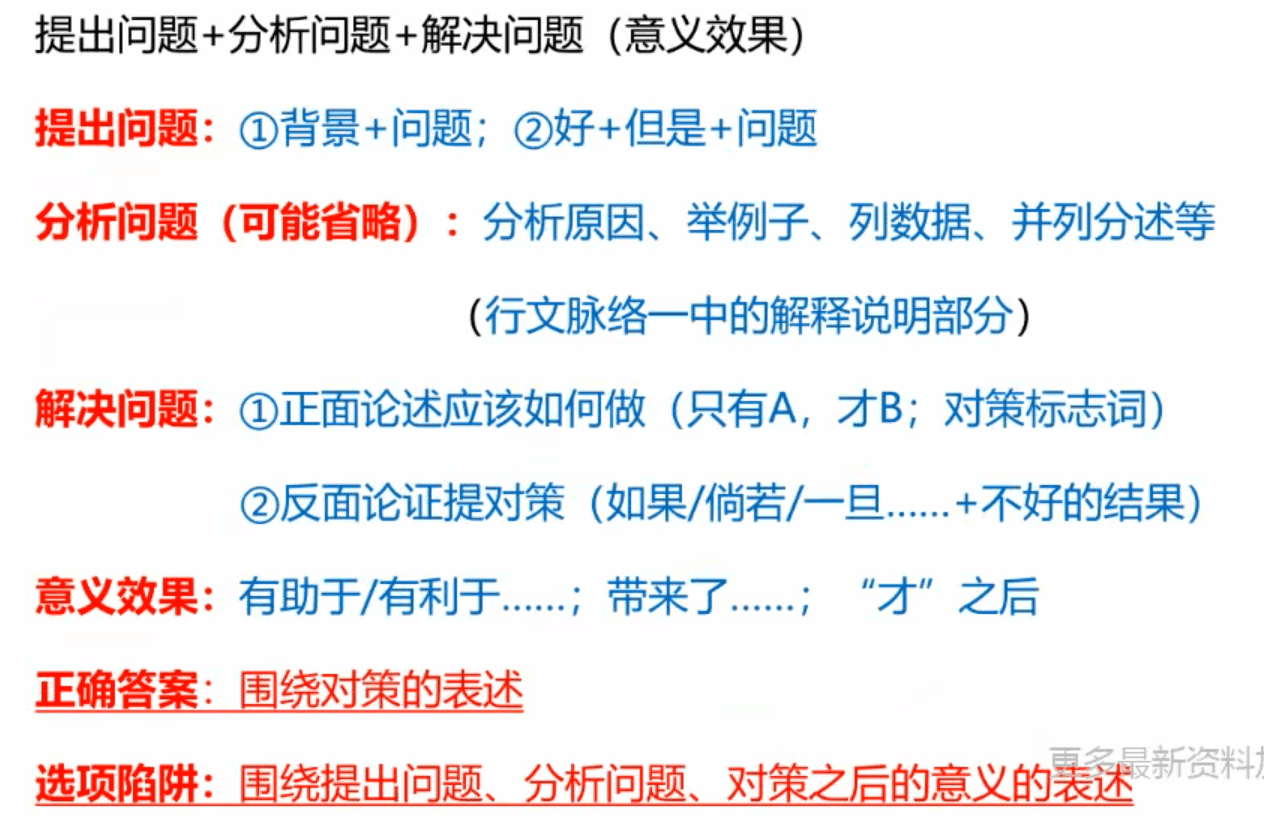 提出问题+分析问题+解决问题（意义效果）
提出问题：①背景+问题；②好+但是+问题
分析问题（可能省略）：分析原因、举例子、列数据、并列分述等
（行文脉络一中的解释说明部分）
解决问题：①正面论述应该如何做（只有A，才B；对策标志词）
②反面论证提对策（如果/倘若/一旦……+不好的结果）
意义效果：有助于/有利于……；带来了……；“才”之后
正确答案：围绕对策的表述
更多最新资料加
选项陷阱：围绕提出问题、分析问题、对策之后的意义的表述